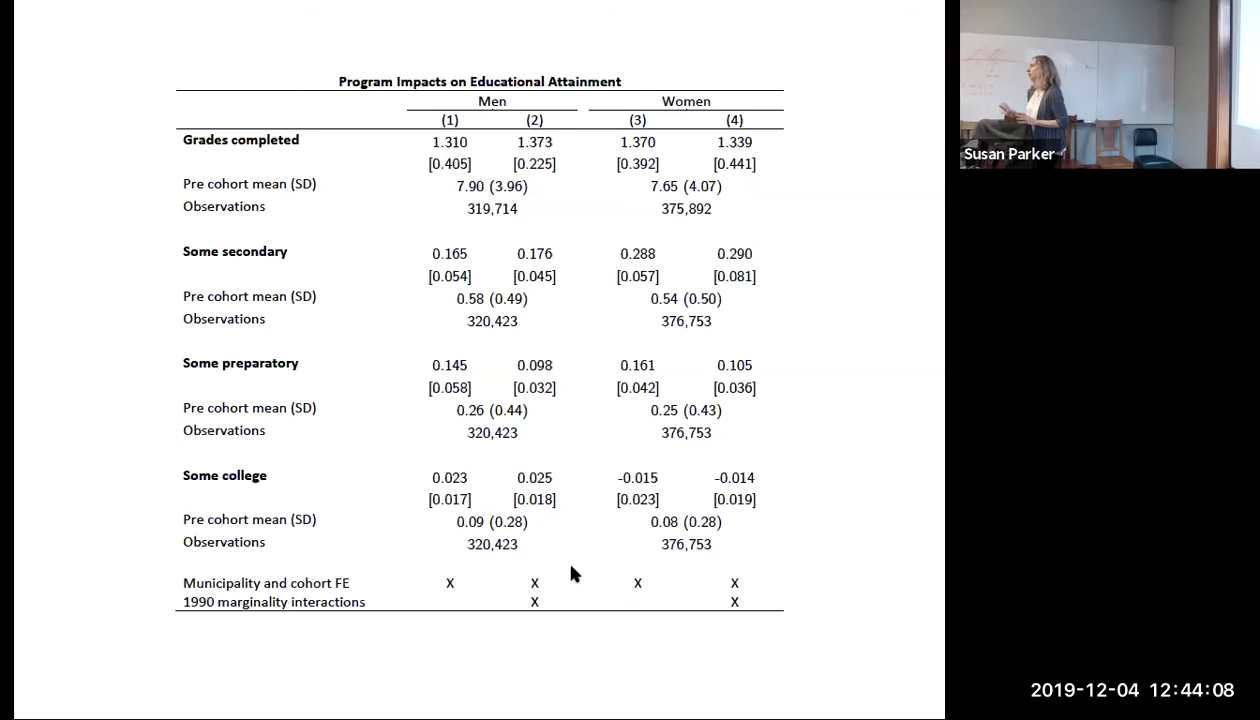 Program Impacts on Educational Attainment
Men Women
(1) (2) (3) (4)
Grades completed 1.310 1.373 1.370 1.339
[0.405] [0.225] [0.392] [0.441]
Pre cohort mean (SD) 7.90 (3.96) 7.65 (4.07)
Observations 319,714 375,892
Some secondary 0.165 0.176 0.288 0.290
[0.054] [0.045] [0.057] [0.081]
Pre cohort mean (SD) 0.58 (0.49) 0.54 (0.50)
Observations 320,423 376,753
Some preparatory 0.145 0.098 0.161 0.105
[0.058] [0.032] [0.042] [0.036]
Pre cohort mean (SD) 0.26 (0.44) 0.25 (0.43)
Observations 320,423 376,753
Some college 0.023 0.025 -0.015 -0.014
[0.017] [0.018] [0.023] [0.019]
Pre cohort mean (SD) 0.09 (0.28) 0.08 (0.28)
Observations 320,423 376,753
Municipality and cohort FE X X X X
1990 marginality interactions X X
Susan Parker
2019-12-04 12:44:08